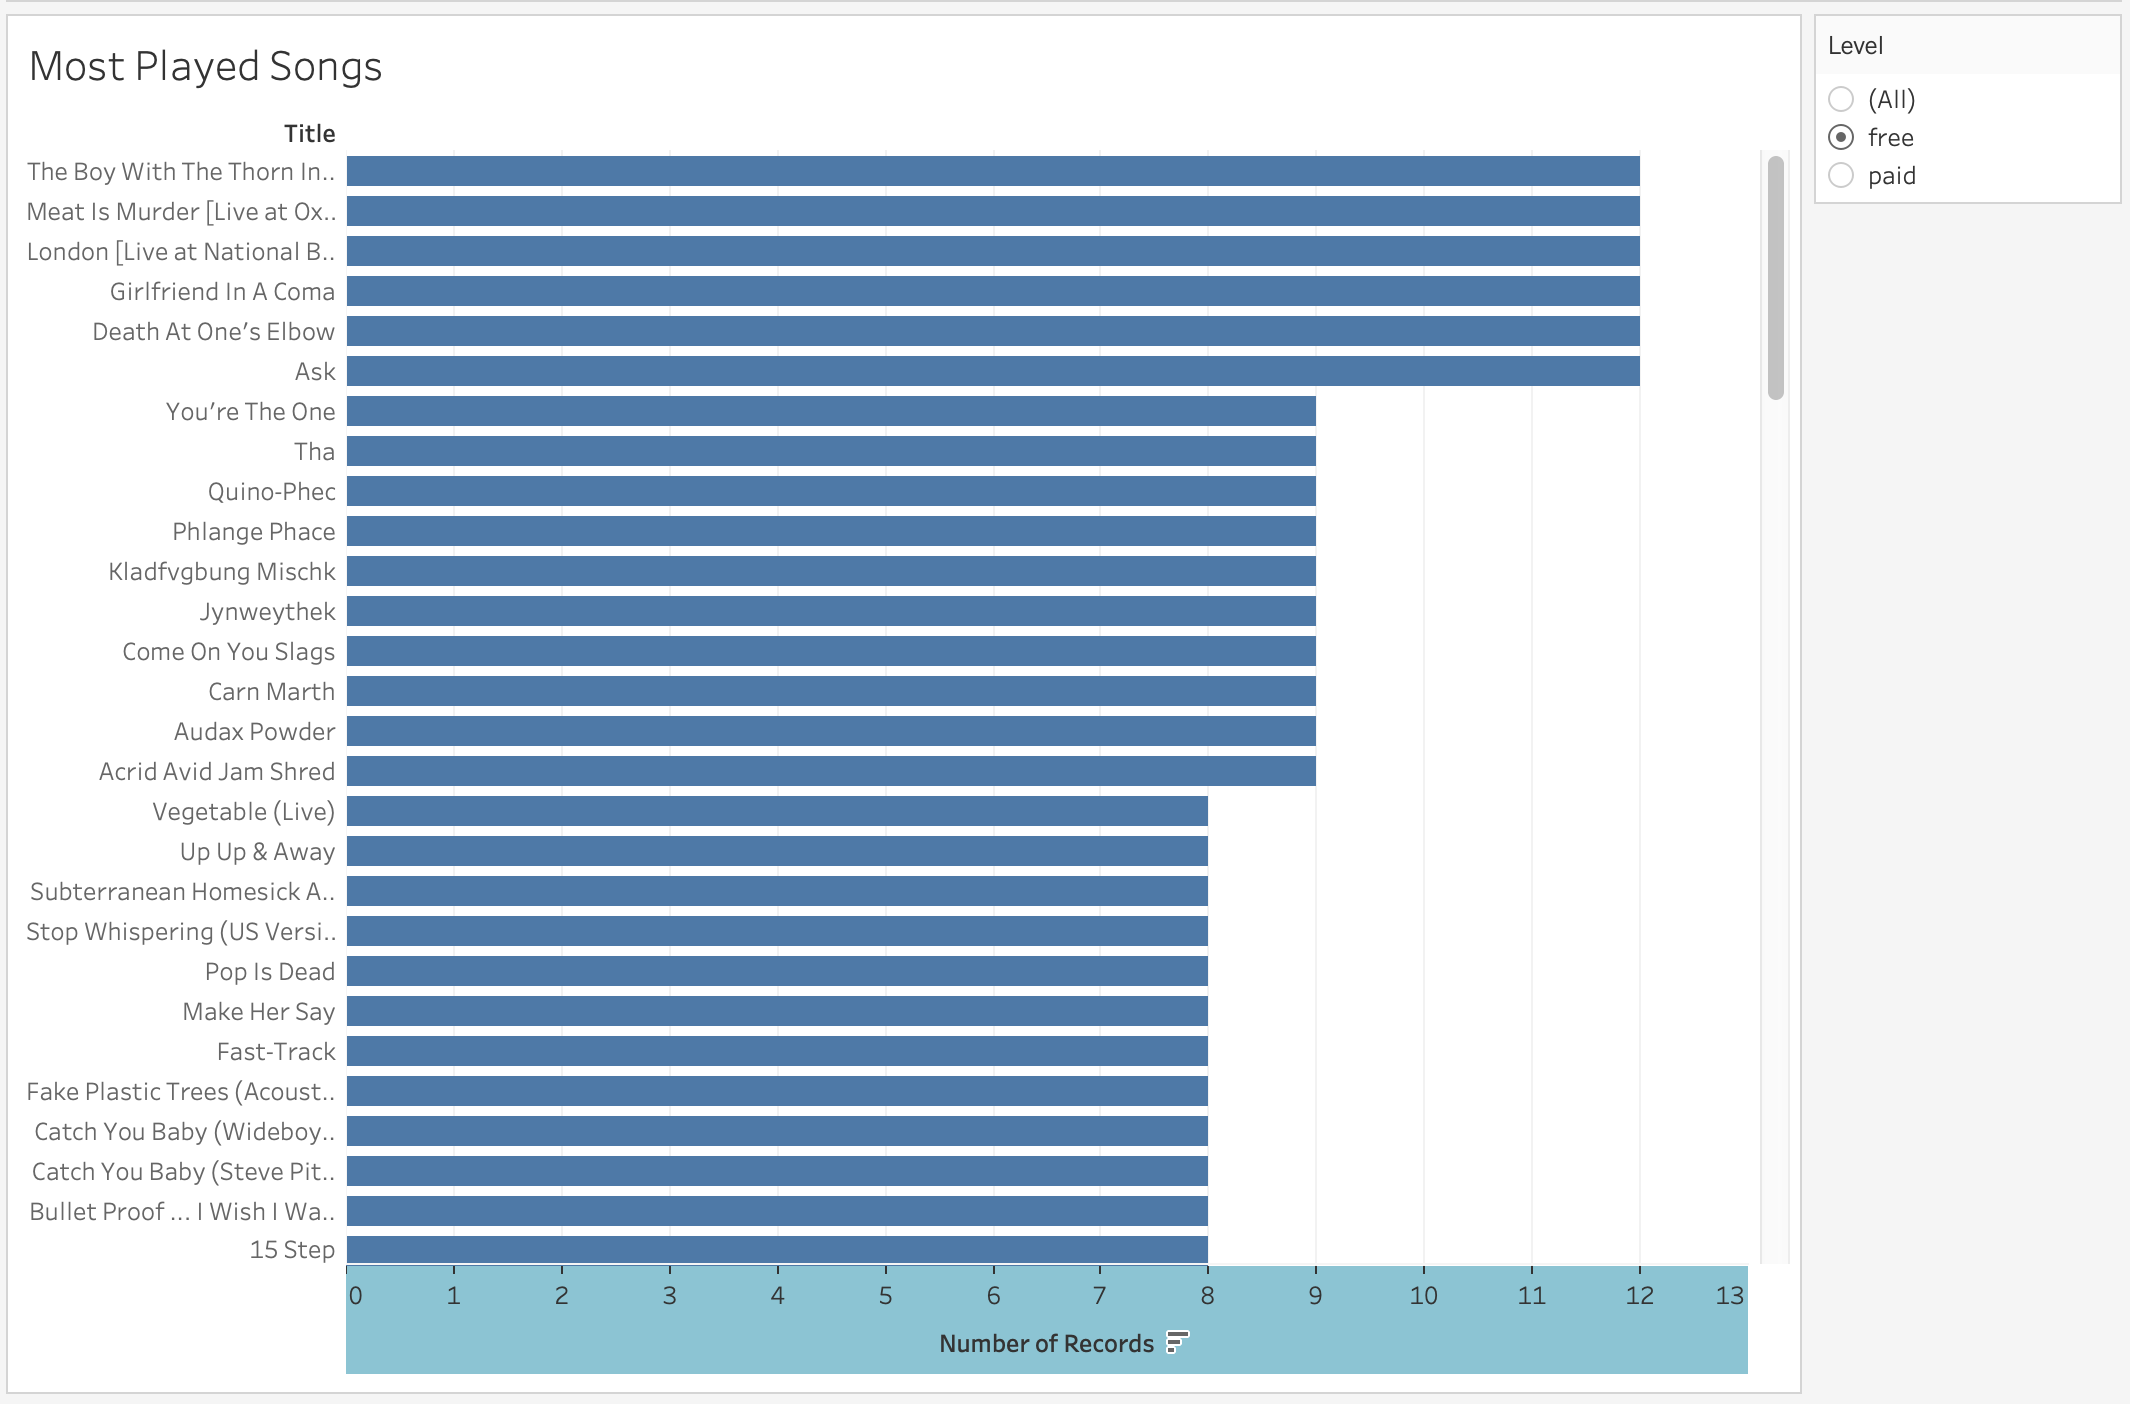 Most Played Songs
Title
The Boy With The Thorn In..
Meat Is Murder [Live at Ox..
London [Live at National B..
Girlfriend In A Coma
Death At One’s Elbow
Ask
You’re The One
Tha
Quino-Phec
Phlange Phace
Kladfvgbung Mischk
Jynweythek
Come On You Slags
Carn Marth
Audax Powder
Acrid Avid Jam Shred
Vegetable (Live)
Up Up & Away
Subterranean Homesick A..
Stop Whispering (US Versi..
Pop Is Dead
Make Her Say
Fast-Track
Fake Plastic Trees (Acoust..
Catch You Baby (Wideboy..
Catch You Baby (Steve Pit..
Bullet Proof ... I Wish I Wa..
15 Step
0 1 2 3 4 5 6 7 8 9 10 11 12 13
Number of Records
Level
(All)
free
paid